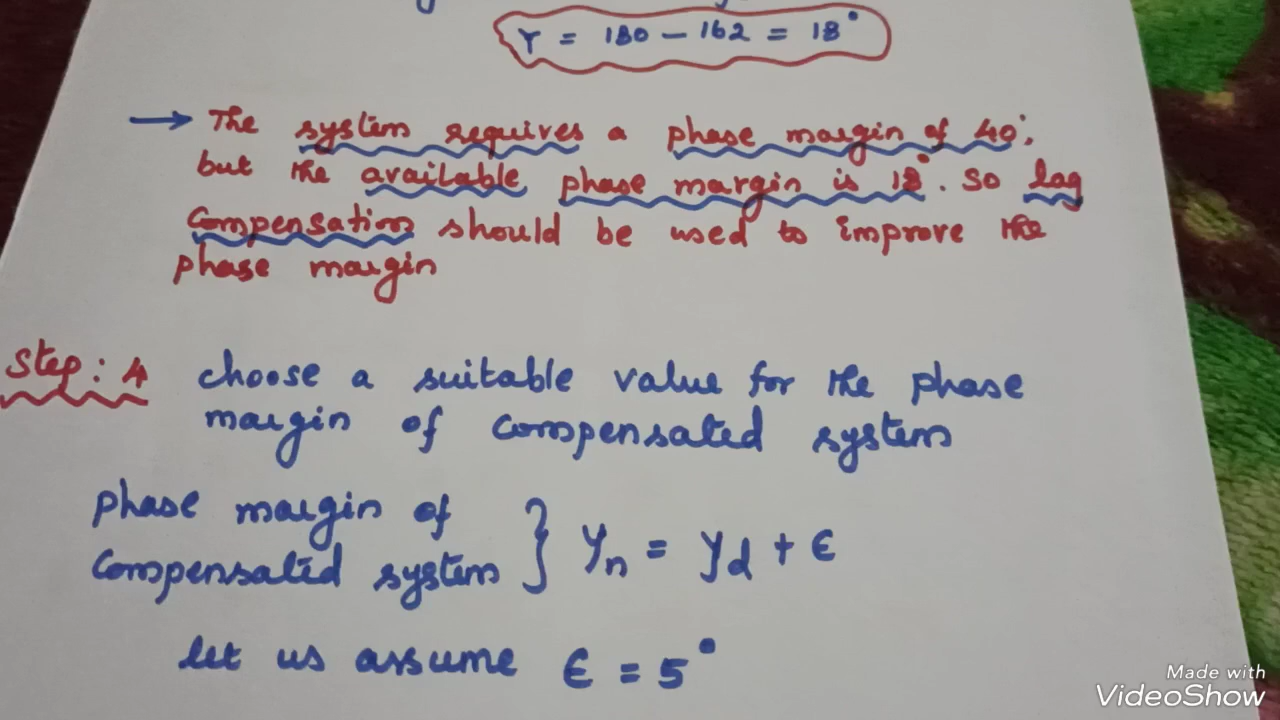 γ = 180 - 162 = 18°
→ The system requires a phase margin of 40°,
but the available phase margin is 18°. So lag
compensation should be used to improve the
phase margin
Step: 4 choose a suitable value for the phase
margin of compensated system
phase margin of
compensated system } γn = γd + ε
let us assume ε = 5°
Made with
VideoShow